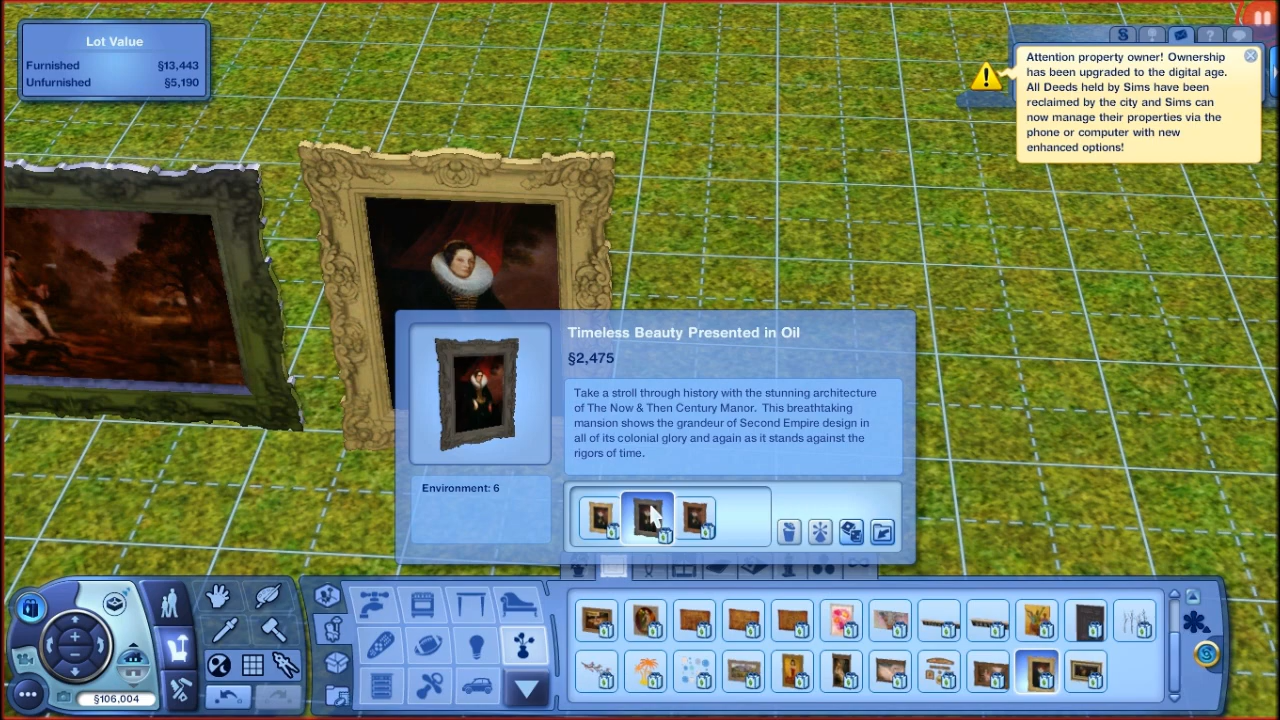 Lot Value
Furnished §13,443
Unfurnished §5,190
S
?
Attention property owner! Ownership
has been upgraded to the digital age.
All Deeds held by Sims have been
reclaimed by the city and Sims can
now manage their properties via the
phone or computer with new
enhanced options!
Timeless Beauty Presented in Oil
§2,475
Take a stroll through history with the stunning architecture
of The Now & Then Century Manor. This breathtaking
mansion shows the grandeur of Second Empire design in
all of its colonial glory and again as it stands against the
rigors of time.
Environment: 6
§106,004